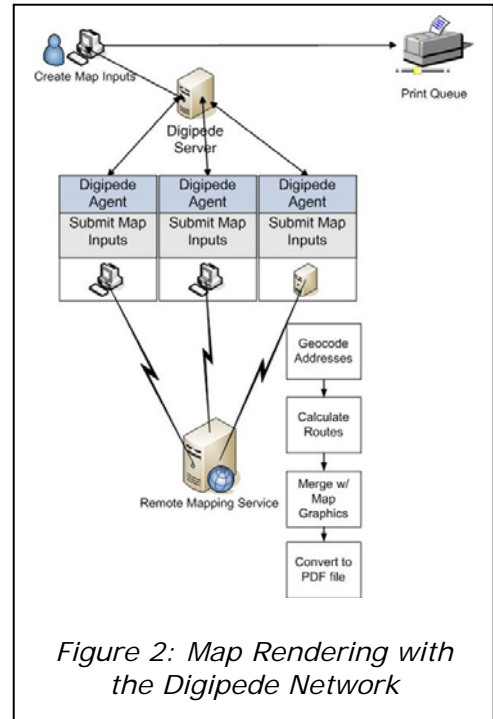 Create Map Inputs
Print Queue
Digipede
Server
Digipede
Agent
Submit Map
Inputs
Digipede
Agent
Submit Map
Inputs
Digipede
Agent
Submit Map
Inputs
Geocode
Addresses
Calculate
Routes
Merge w/
Map
Graphics
Convert to
PDF file
Remote Mapping Service
Figure 2: Map Rendering with
the Digipede Network